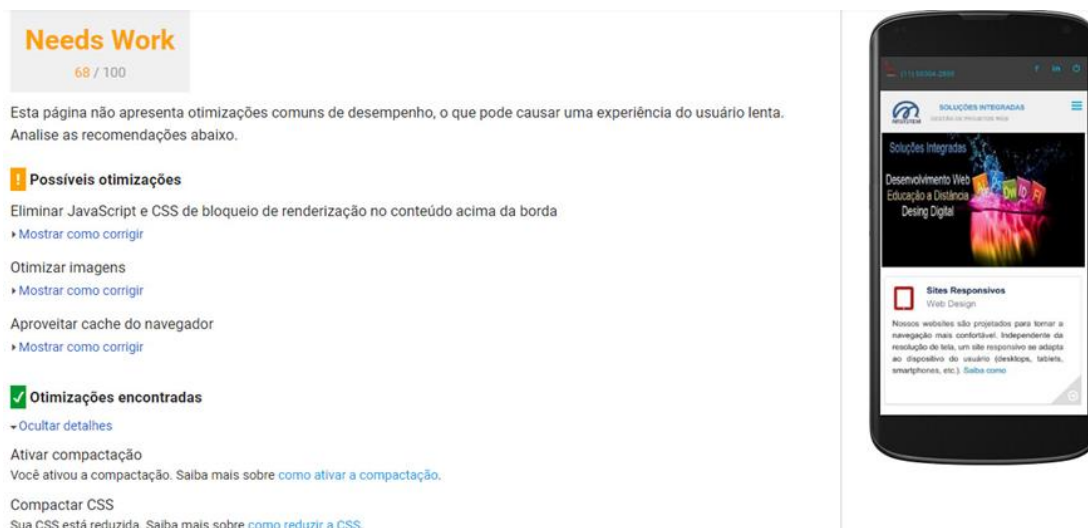 Needs Work
68 / 100
Esta página não apresenta otimizações comuns de desempenho, o que pode causar uma experiência do usuário lenta.
Analise as recomendações abaixo.
! Possíveis otimizações
Eliminar JavaScript e CSS de bloqueio de renderização no conteúdo acima da borda
Mostrar como corrigir
Otimizar imagens
Mostrar como corrigir
Aproveitar cache do navegador
Mostrar como corrigir
Otimizações encontradas
Ocultar detalhes
Ativar compactação
Você ativou a compactação. Saiba mais sobre como ativar a compactação.
Compactar CSS
Sua CSS está reduzida. Saiba mais sobre como reduzir a CSS.
SOLUÇÕES INTEGRADAS
GESTÃO DE PROJETOS WEB
Soluções Integradas
Desenvolvimento Web
Educação a Distância
Desing Digital
Sites Responsivos
Web Design
Nossos websites são projetados para tornar a
navegação mais confortável. Independente da
resolução de tela, um site responsivo se adapta
ao dispositivo do usuário (desktops, tablets,
smartphones, etc.). Saiba como